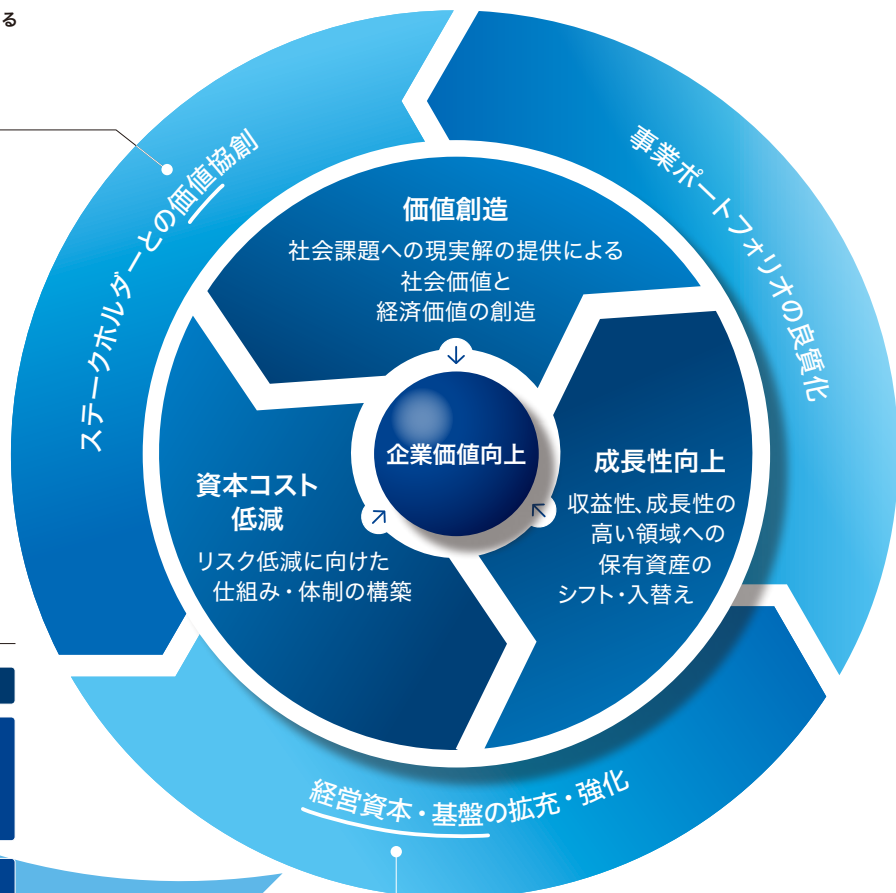 る
ステークホルダーとの価値協創
事業ポートフォリオの良質化
価値創造
社会課題への現実解の提供による
社会価値と
経済価値の創造
企業価値向上
資本コスト
低減
リスク低減に向けた
仕組み・体制の構築
成長性向上
収益性、成長性の
高い領域への
保有資産の
シフト・入替え
経営資本・基盤の拡充・強化